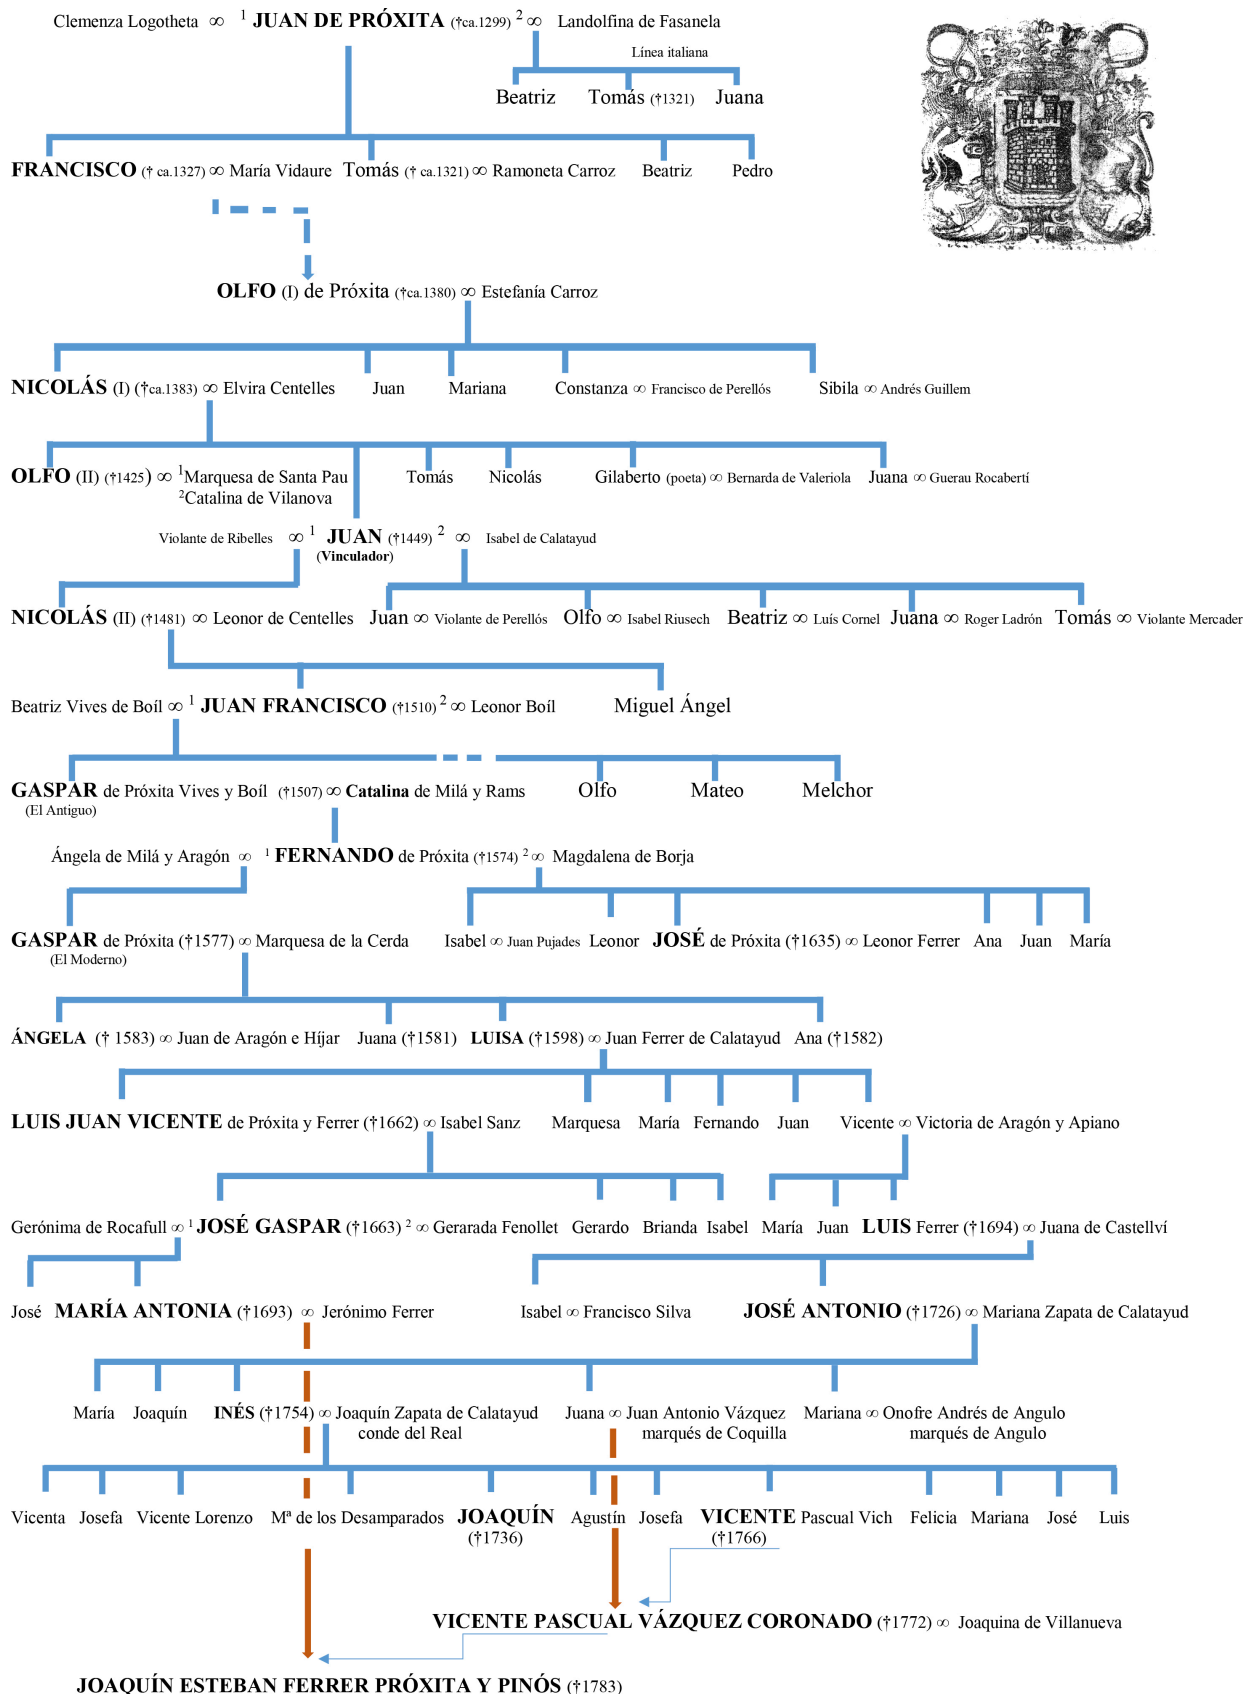 Clemenza Logotheta ∞ ¹ JUAN DE PRÓXITA (†ca.1299) ² ∞ Landolfina de Fasanela
Línea italiana
Beatriz Tomás (†1321) Juana
FRANCISCO († ca.1327) ∞ María Vidaure Tomás († ca.1321) ∞ Ramoneta Carroz Beatriz Pedro
OLFO (I) de Próxita (†ca.1380) ∞ Estefanía Carroz
NICOLÁS (I) (†ca.1383) ∞ Elvira Centelles Juan Mariana Constanza ∞ Francisco de Perellós Sibila ∞ Andrés Guillem
OLFO (II) (†1425) ∞ ¹Marquesa de Santa Pau Tomás Nicolás Gilaberto (poeta) ∞ Bernarda de Valeriola Juana ∞ Guerau Rocabertí
²Catalina de Vilanova
Violante de Ribelles ∞ ¹ JUAN (†1449) ² ∞ Isabel de Calatayud
(Vinculador)
NICOLÁS (II) (†1481) ∞ Leonor de Centelles Juan ∞ Violante de Perellós Olfo ∞ Isabel Riusech Beatriz ∞ Luís Cornel Juana ∞ Roger Ladrón Tomás ∞ Violante Mercader
Beatriz Vives de Boíl ∞ ¹ JUAN FRANCISCO (†1510) ² ∞ Leonor Boíl Miguel Ángel
GASPAR de Próxita Vives y Boíl (†1507) ∞ Catalina de Milá y Rams Olfo Mateo Melchor
(El Antiguo)
Ángela de Milá y Aragón ∞ ¹ FERNANDO de Próxita (†1574) ² ∞ Magdalena de Borja
GASPAR de Próxita (†1577) ∞ Marquesa de la Cerda Isabel ∞ Juan Pujades Leonor JOSÉ de Próxita (†1635) ∞ Leonor Ferrer Ana Juan María
(El Moderno)
ÁNGELA († 1583) ∞ Juan de Aragón e Híjar Juana (†1581) LUISA (†1598) ∞ Juan Ferrer de Calatayud Ana (†1582)
LUIS JUAN VICENTE de Próxita y Ferrer (†1662) ∞ Isabel Sanz Marquesa María Fernando Juan Vicente ∞ Victoria de Aragón y Apiano
Gerónima de Rocafull ∞ ¹ JOSÉ GASPAR (†1663) ² ∞ Gerarada Fenollet Gerardo Brianda Isabel María Juan LUIS Ferrer (†1694) ∞ Juana de Castellví
José MARÍA ANTONIA (†1693) ∞ Jerónimo Ferrer Isabel ∞ Francisco Silva JOSÉ ANTONIO (†1726) ∞ Mariana Zapata de Calatayud
María Joaquín INÉS (†1754) ∞ Joaquín Zapata de Calatayud Juana ∞ Juan Antonio Vázquez Mariana ∞ Onofre Andrés de Angulo
conde del Real marqués de Coquilla marqués de Angulo
Vicenta Josefa Vicente Lorenzo Mª de los Desamparados JOAQUÍN Agustín Josefa VICENTE Pascual Vich Felicia Mariana José Luis
(†1736) (†1766)
VICENTE PASCUAL VÁZQUEZ CORONADO (†1772) ∞ Joaquina de Villanueva
JOAQUÍN ESTEBAN FERRER PRÓXITA Y PINÓS (†1783)